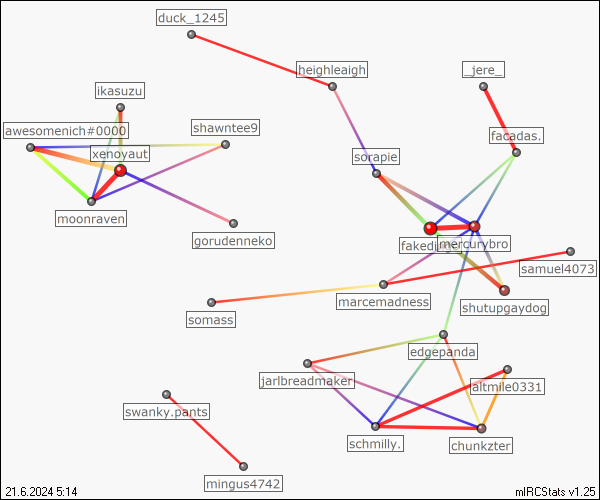 duck_1245
heighleaigh
_jere_
ikasuzu
awesomenich#0000
shawntee9
facadas.
xenoyaut
sorapie
moonraven
gorudenneko
mercurybro
samuel4073
marcemadness
shutupgaydog
somass
edgepanda
jarlbreadmaker
altmile0331
swanky.pants
schmilly.
chunkzter
mingus4742
21.6.2024 5:14
mIRCStats v1.25